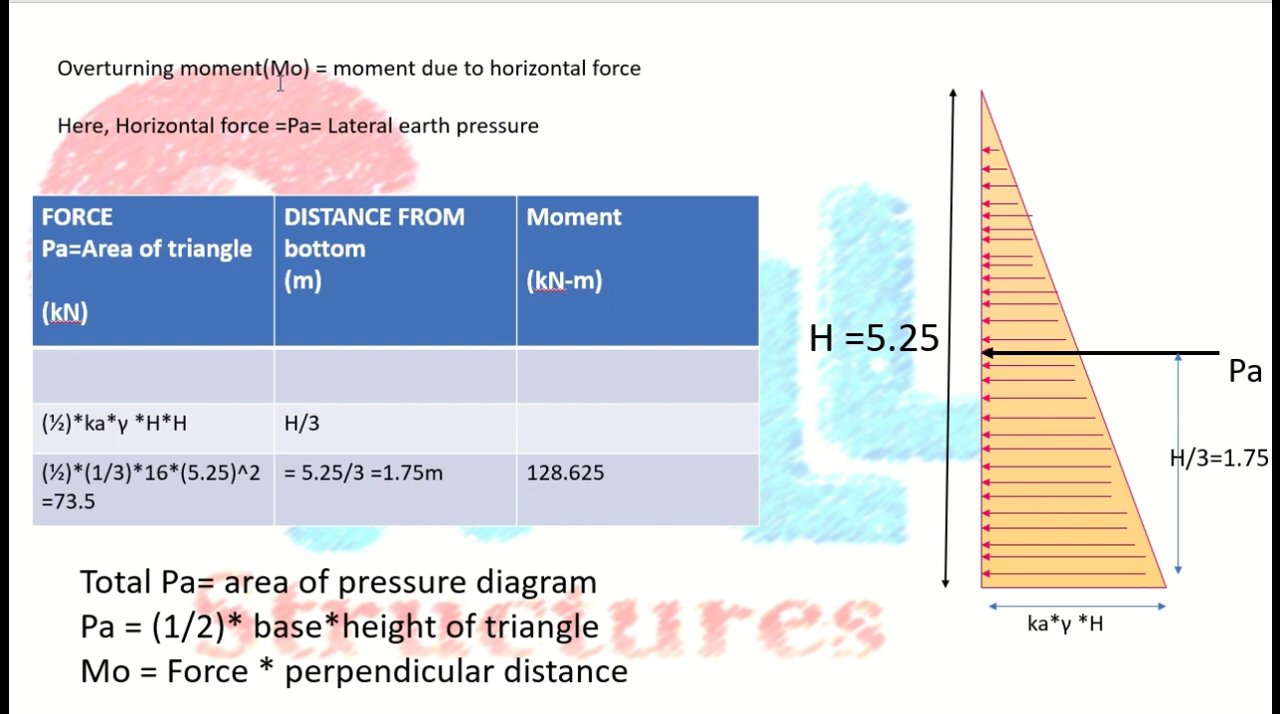 Overturning moment(Mo) = moment due to horizontal force
Here, Horizontal force =Pa= Lateral earth pressure
FORCE
Pa=Area of triangle
(kN)
DISTANCE FROM
bottom
(m)
Moment
(kN-m)
(½)*ka*γ *H*H
H/3
(½)*(1/3)*16*(5.25)^2
=73.5
= 5.25/3 =1.75m
128.625
Total Pa= area of pressure diagram
Pa = (1/2)* base*height of triangle
Mo = Force * perpendicular distance
H =5.25
Pa
H/3=1.75
ka*γ *H
Structures